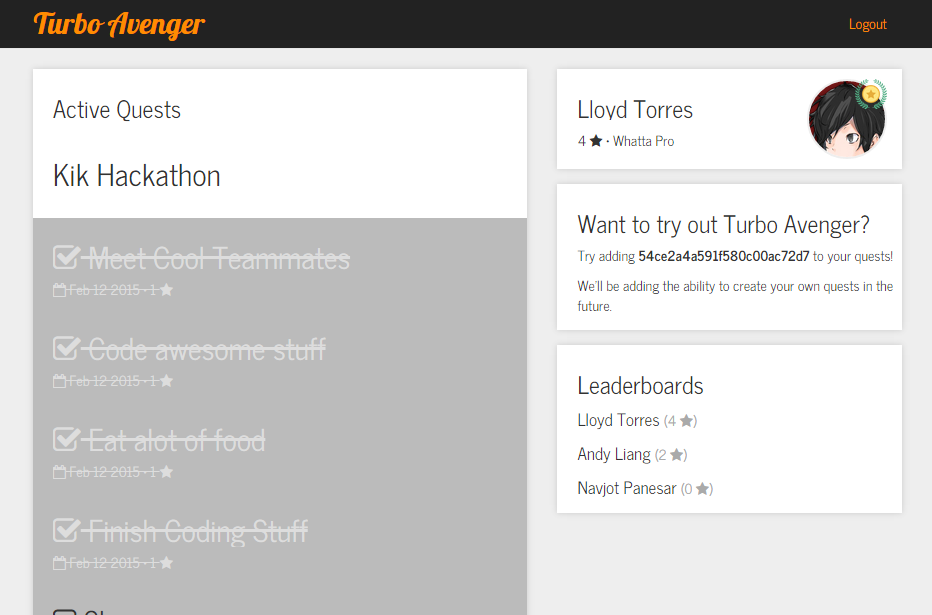 Turbo Avenger
Logout
Active Quests
Kik Hackathon
Meet Cool Teammates
Feb 12 2015 · 1 ★
Code awesome stuff
Feb 12 2015 · 1 ★
Eat alot of food
Feb 12 2015 · 1 ★
Finish Coding Stuff
Feb 12 2015 · 1 ★
Lloyd Torres
4 ★ · Whatta Pro
Want to try out Turbo Avenger?
Try adding 54ce2a4a591f580c00ac72d7 to your quests!
We'll be adding the ability to create your own quests in the
future.
Leaderboards
Lloyd Torres (4 ★)
Andy Liang (2 ★)
Navjot Panesar (0 ★)